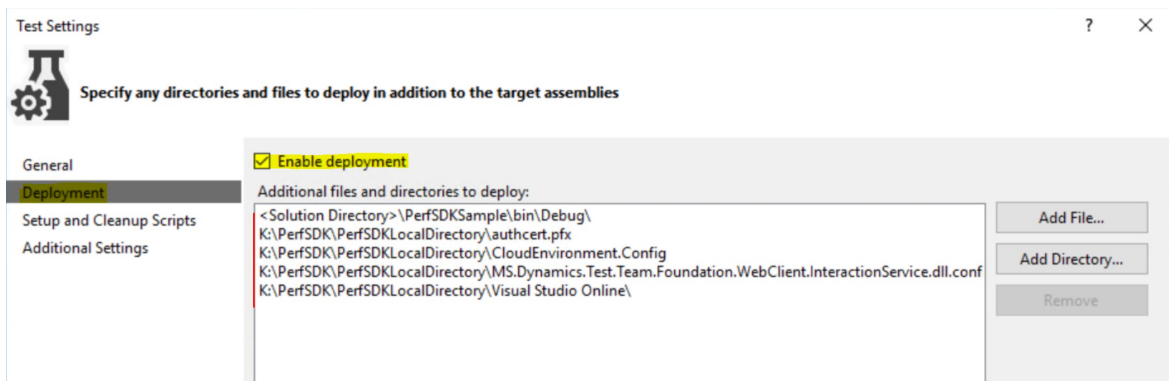 Test Settings
?
Specify any directories and files to deploy in addition to the target assemblies
General
Deployment
Setup and Cleanup Scripts
Additional Settings
Enable deployment
Additional files and directories to deploy:
<Solution Directory>\PerfSDKSample\bin\Debug\
K:\PerfSDK\PerfSDKLocalDirectory\authcert.pfx
K:\PerfSDK\PerfSDKLocalDirectory\CloudEnvironment.Config
K:\PerfSDK\PerfSDKLocalDirectory\MS.Dynamics.Test.Team.Foundation.WebClient.InteractionService.dll.conf
K:\PerfSDK\PerfSDKLocalDirectory\Visual Studio Online\
Add File...
Add Directory...
Remove